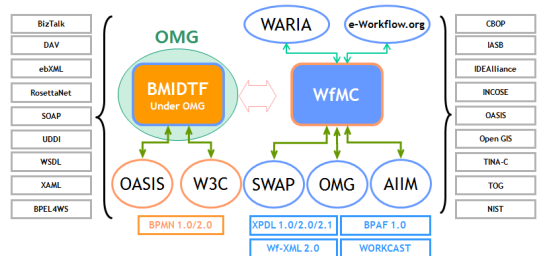 BizTalk
DAV
ebXML
RosettaNet
SOAP
UDDI
WSDL
XAML
BPEL4WS
OMG
BMIDTF
Under OMG
OASIS
W3C
BPMN 1.0/2.0
WARIA
e-Workflow.org
WfMC
SWAP
OMG
AIIM
XPDL 1.0/2.0/2.1
BPAF 1.0
Wf-XML 2.0
WORKCAST
CBOP
IASB
IDEAlliance
INCOSE
OASIS
Open GIS
TINA-C
TOG
NIST